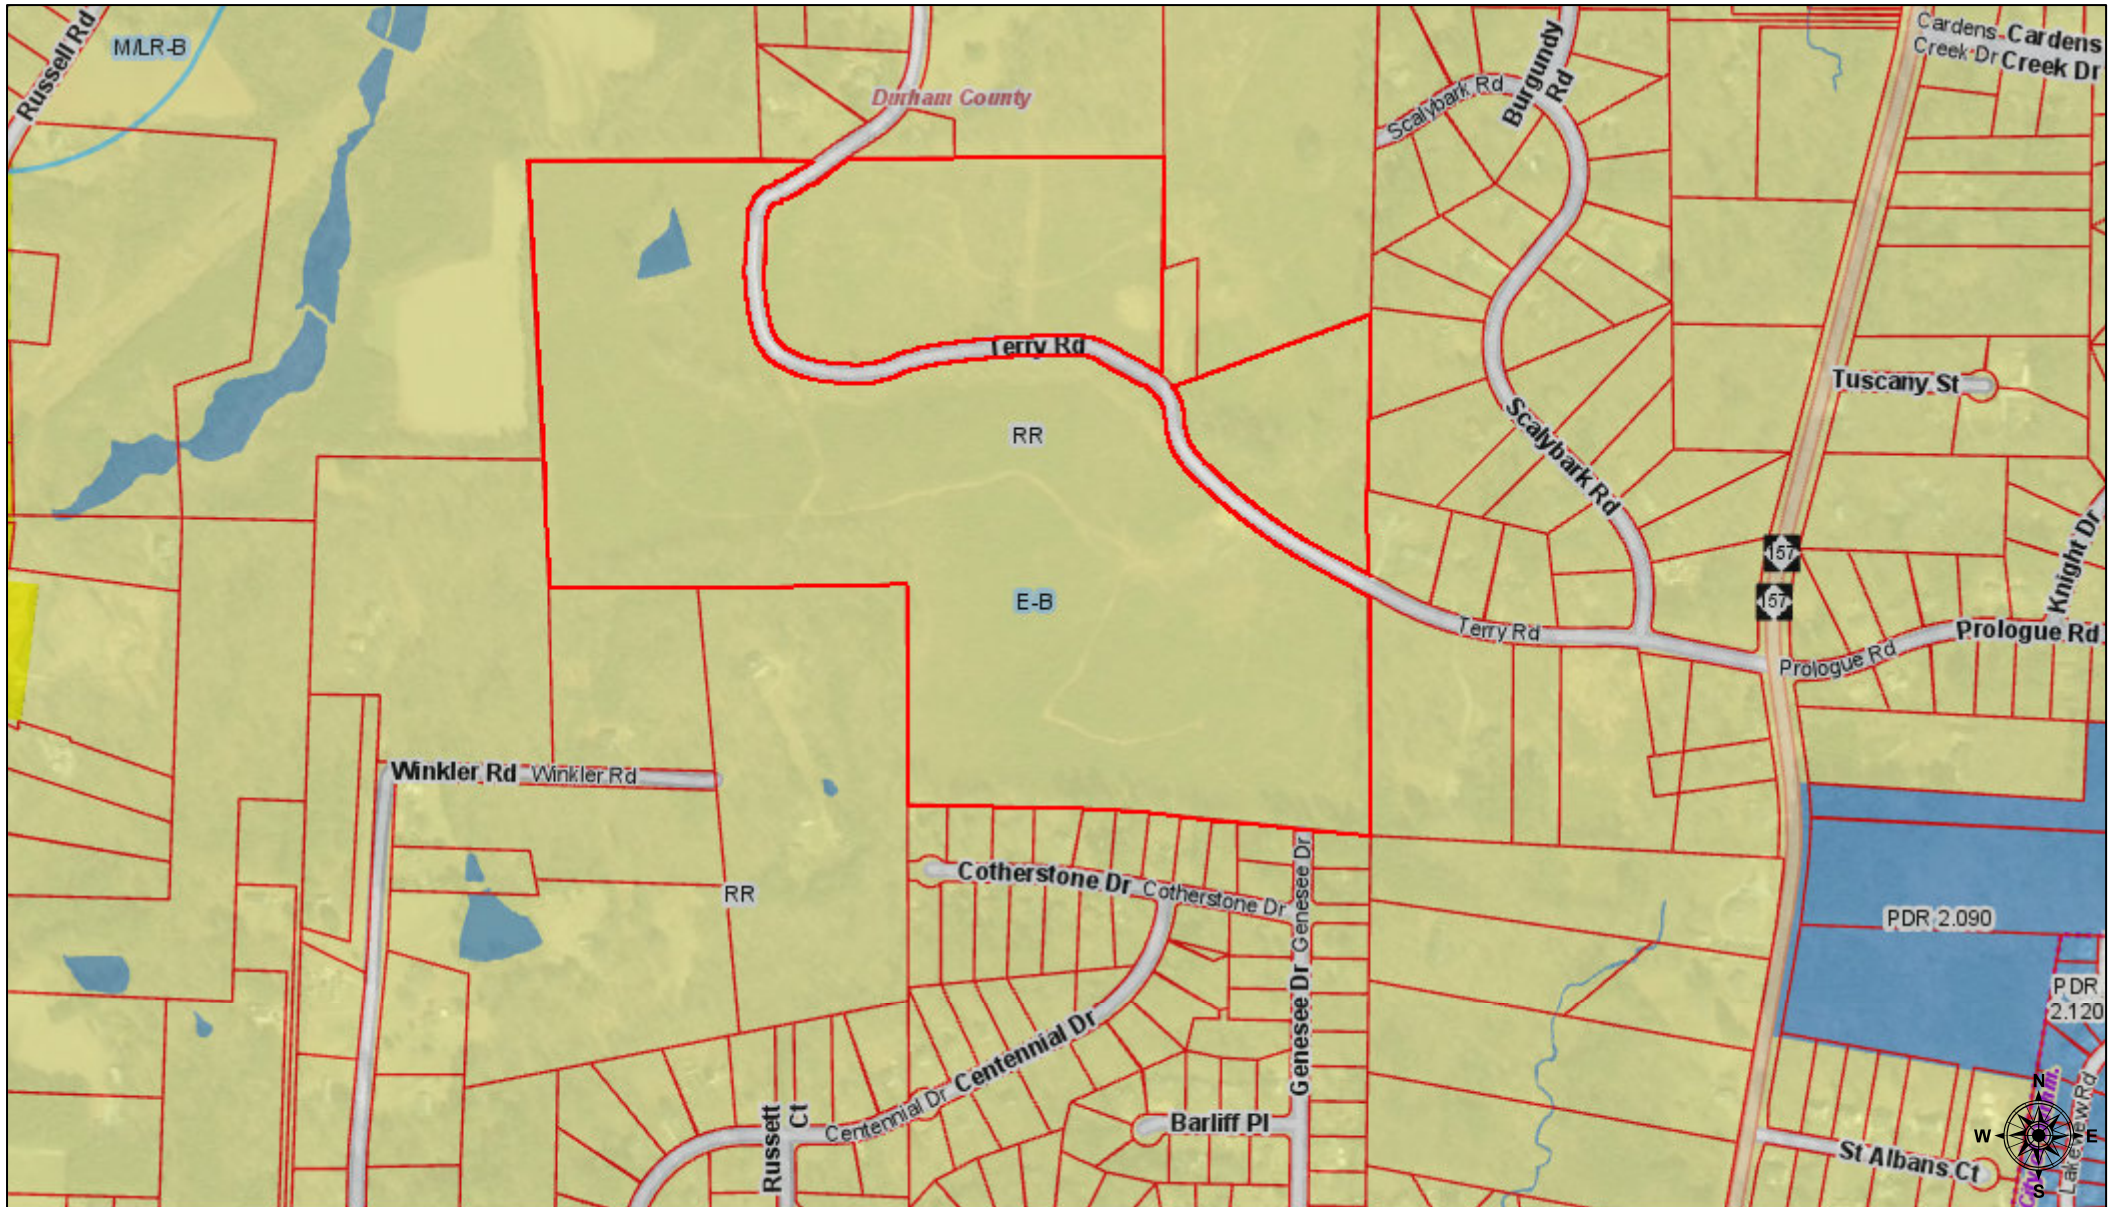 Russell Rd
M/LR-B
Durham County
Burgundy
Rd
Scalybark Rd
Cardens
Creek Dr
Cardens
Creek Dr
Terry Rd
Tuscany St
RR
Scalybark Rd
157
Knight Dr
157
E-B
Terry Rd
Prologue Rd
Prologue Rd
Winkler Rd
Winkler Rd
Cotherstone Dr
Cotherstone Dr
Genesee Dr
RR
PDR 2.090
PDR
2.120
Genesee Dr
Centennial Dr
Centennial Dr
Russett
Ct
Barliff Pl
St Albans Ct
Lakeview Rd
N
W
E
S